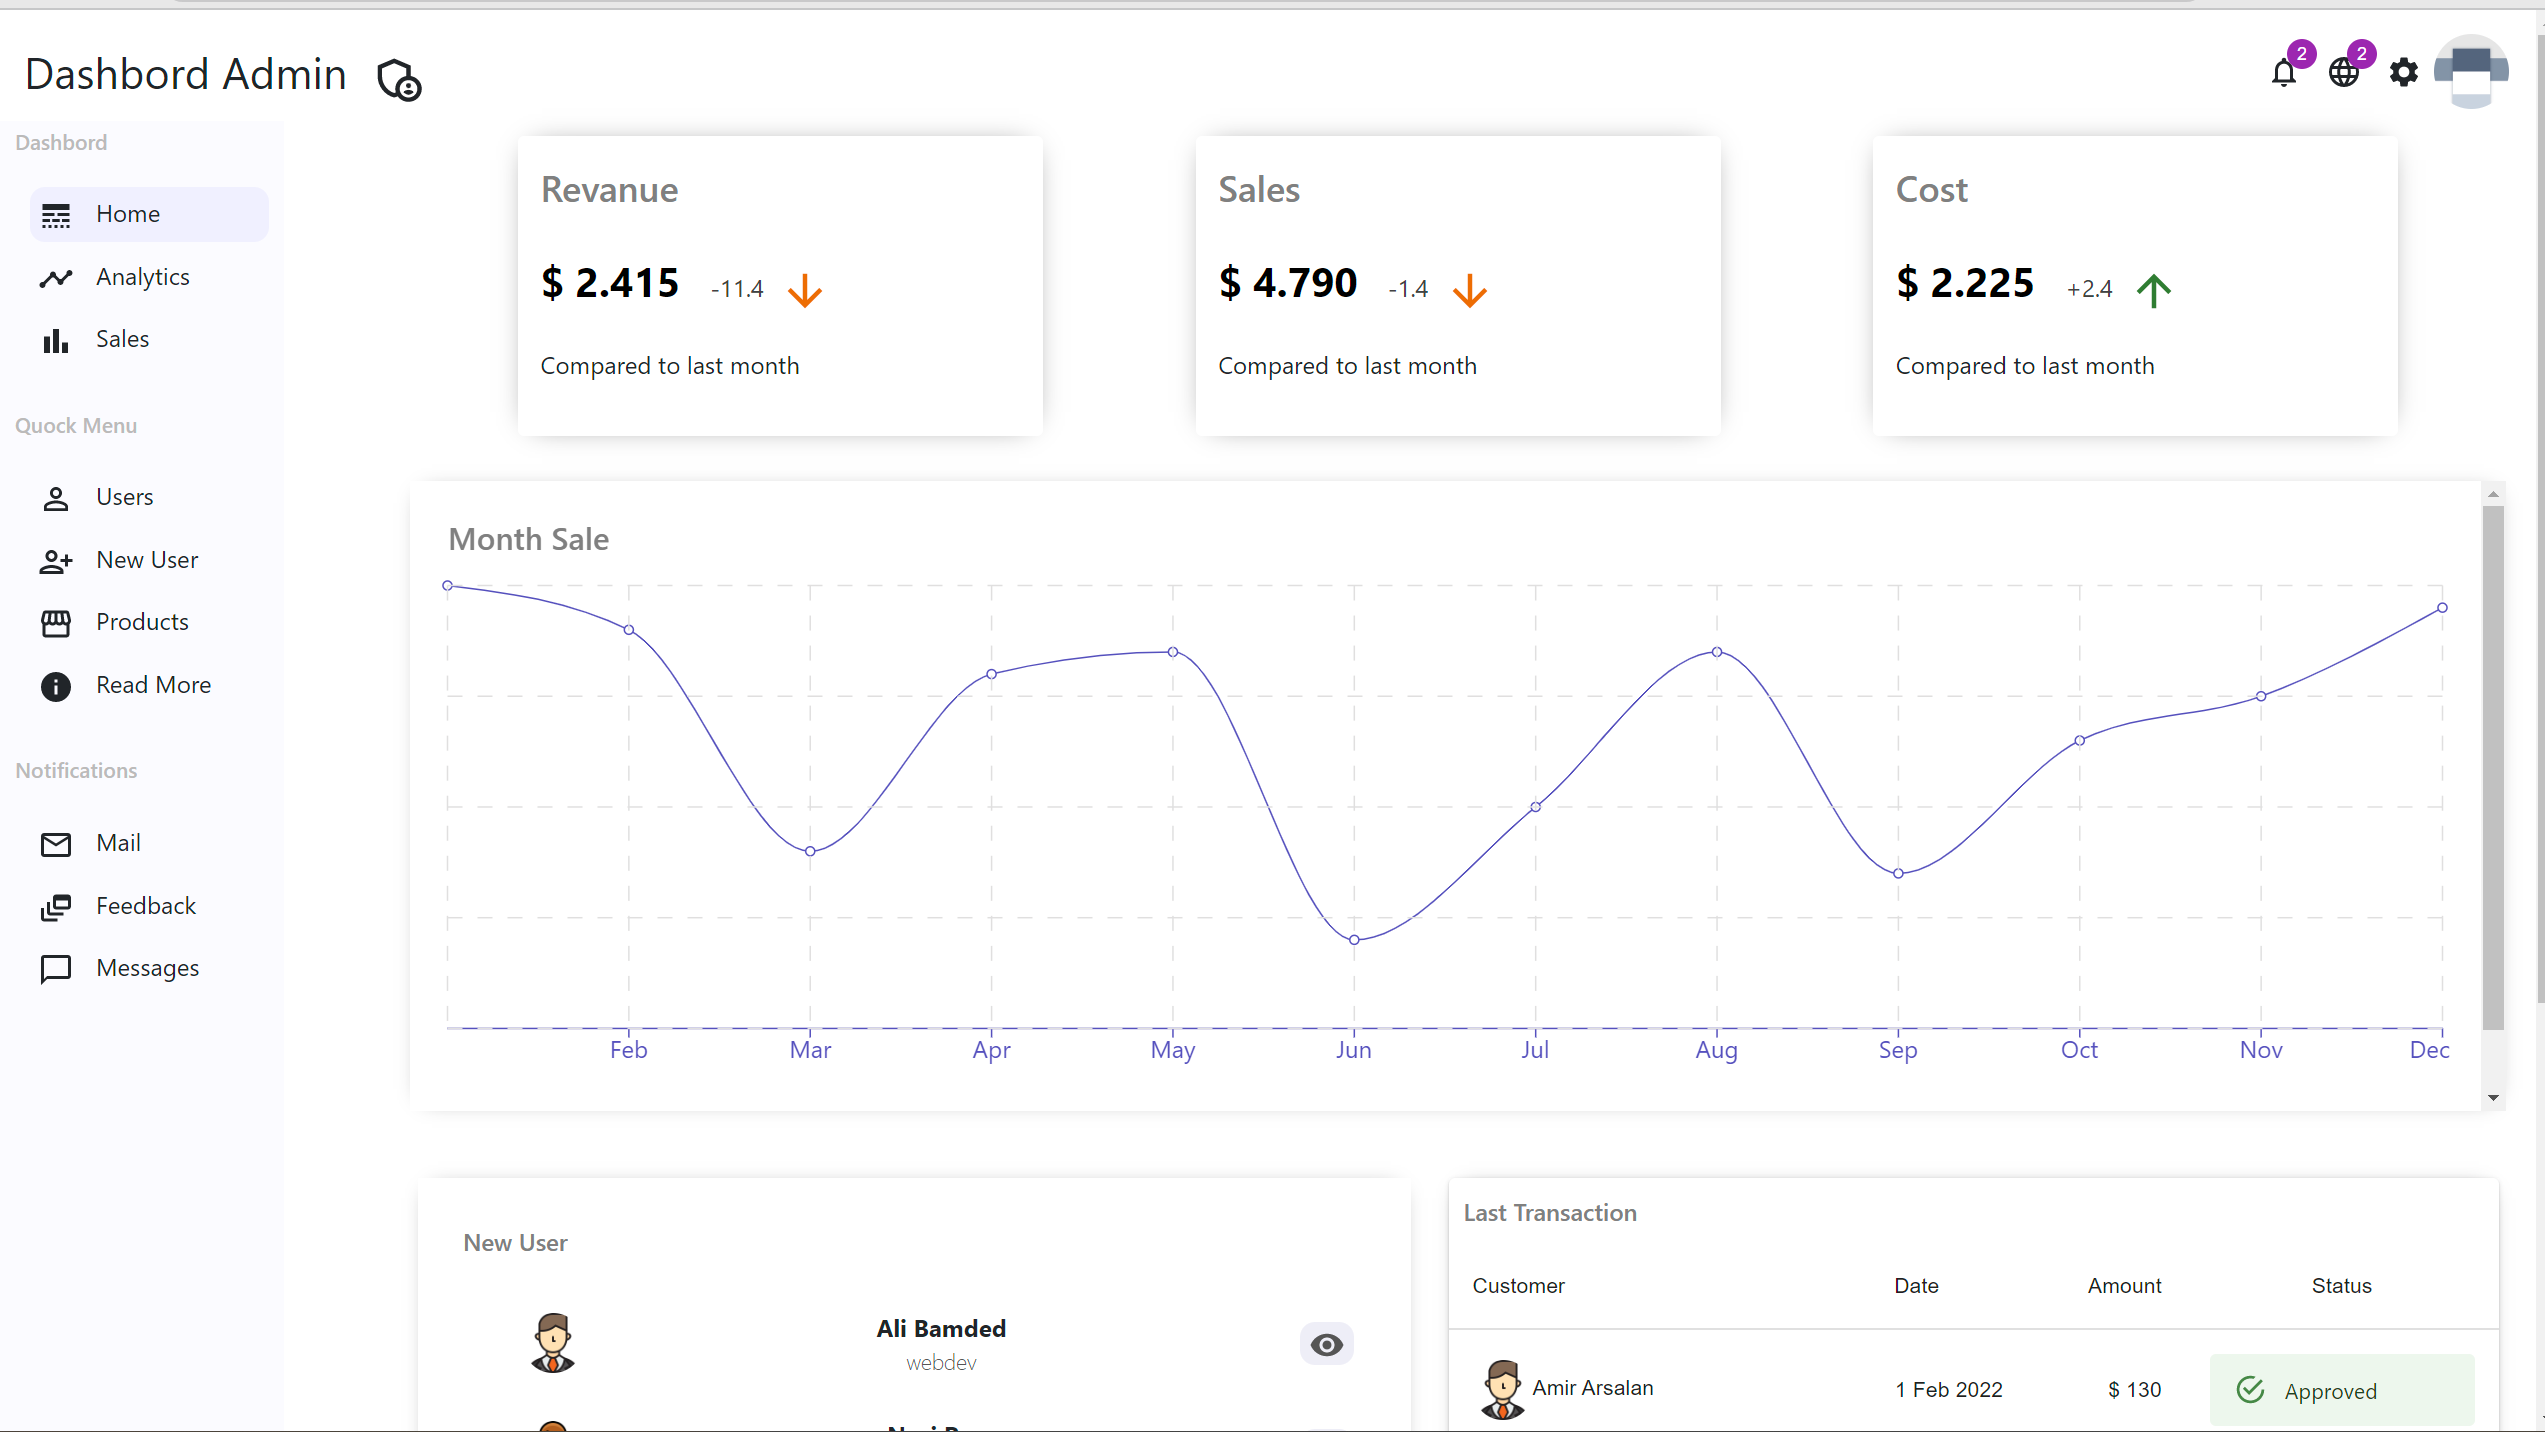 Dashbord Admin
2
2
Dashbord
Home
Analytics
Sales
Quock Menu
Users
New User
Products
Read More
Notifications
Mail
Feedback
Messages
Revanue
$ 2.415 -11.4
Compared to last month
Sales
$ 4.790 -1.4
Compared to last month
Cost
$ 2.225 +2.4
Compared to last month
Month Sale
Feb Mar Apr May Jun Jul Aug Sep Oct Nov Dec
New User
Ali Bamded
webdev
Last Transaction
Customer Date Amount Status
Amir Arsalan 1 Feb 2022 $ 130 Approved